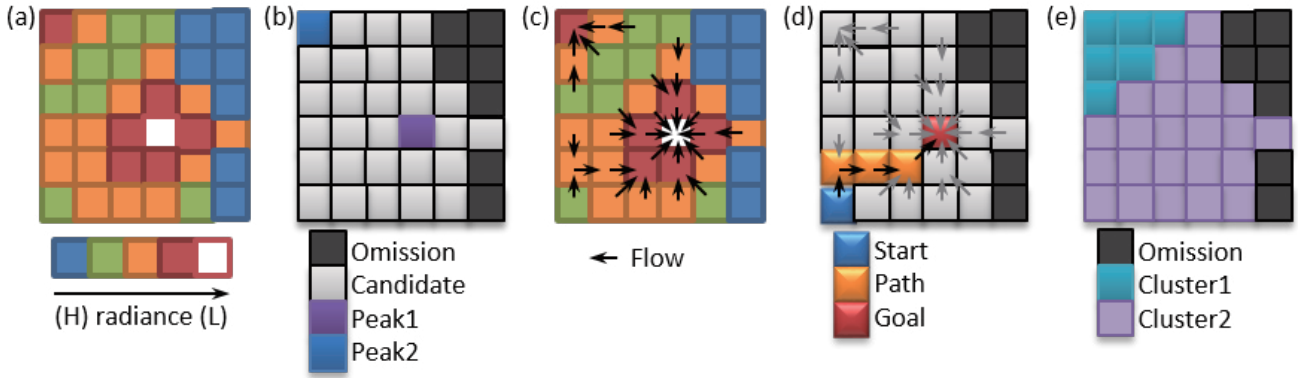 (a)
(b)
(c)
(d)
(e)
(H) radiance (L)
Omission
Candidate
Peak1
Peak2
Flow
Start
Path
Goal
Omission
Cluster1
Cluster2